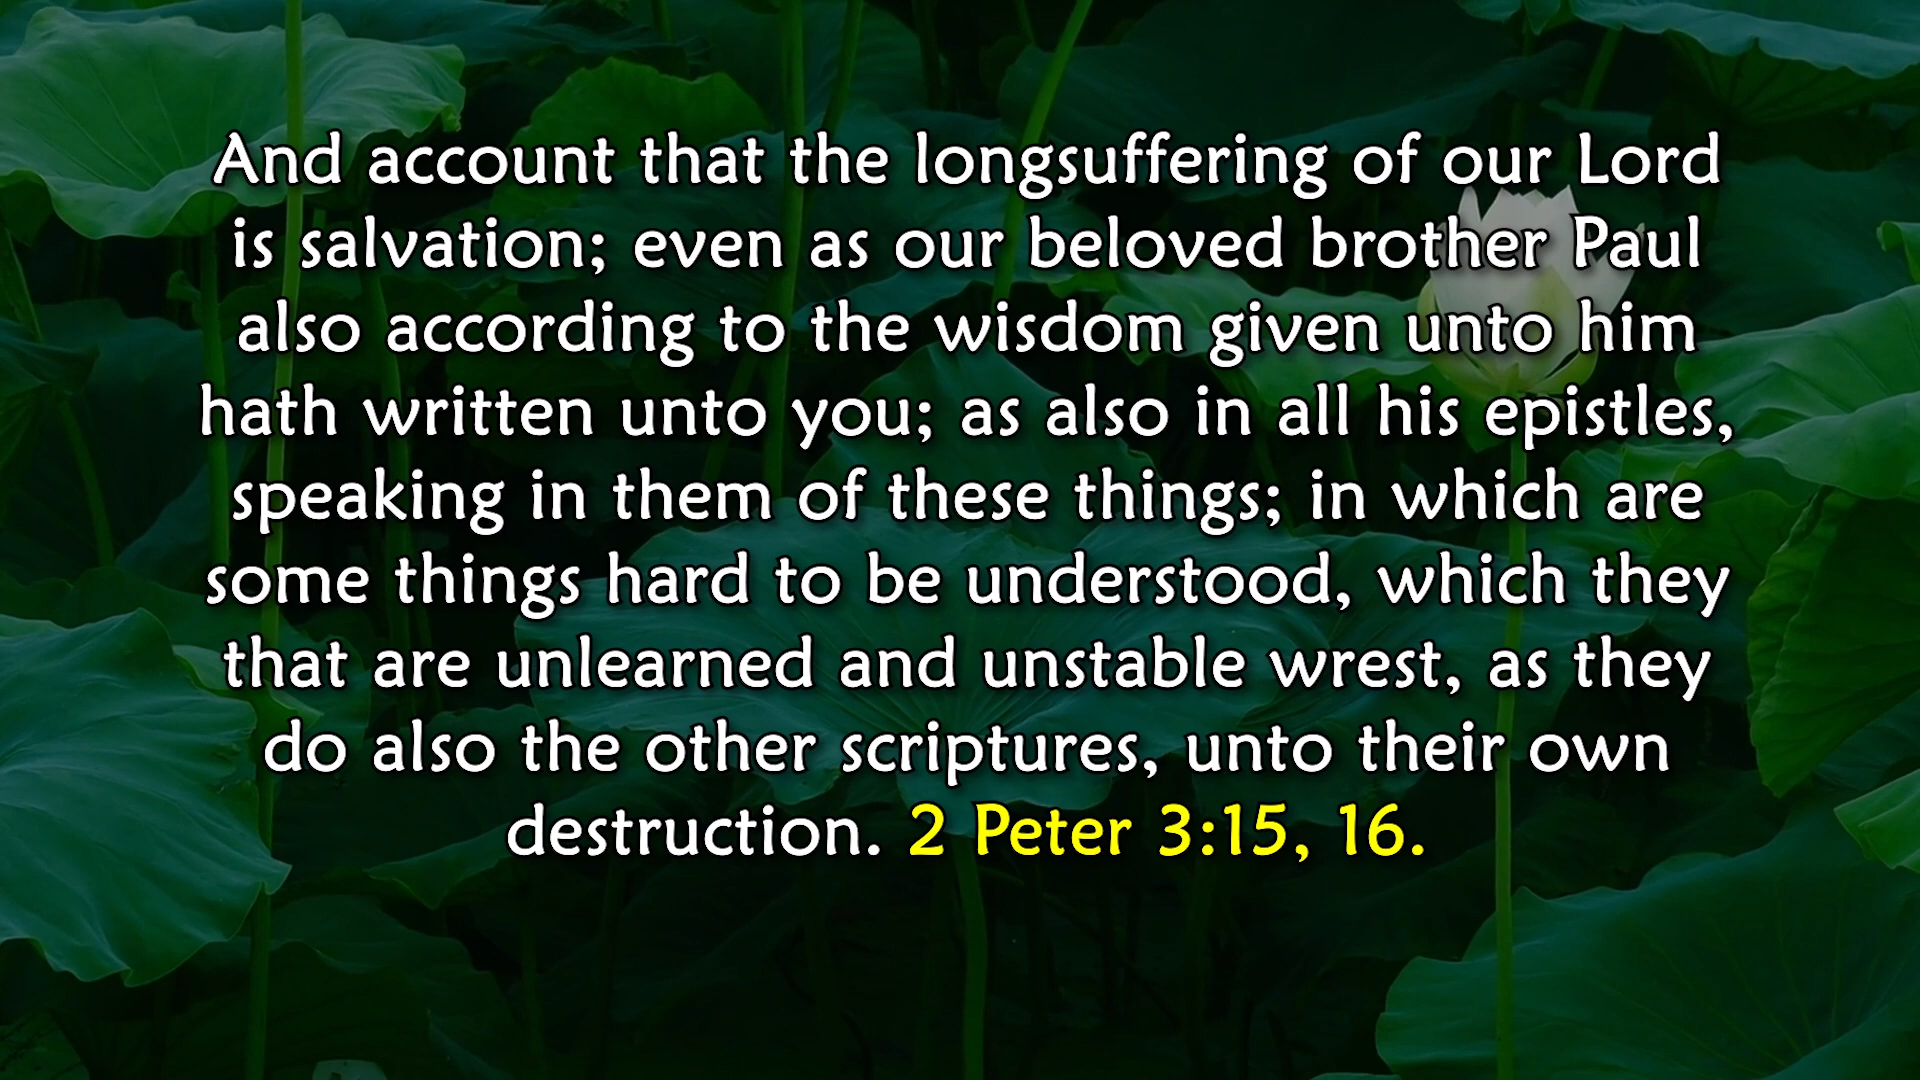 And account that the longsuffering of our Lord
is salvation; even as our beloved brother Paul
also according to the wisdom given unto him
hath written unto you; as also in all his epistles,
speaking in them of these things; in which are
some things hard to be understood, which they
that are unlearned and unstable wrest, as they
do also the other scriptures, unto their own
destruction. 2 Peter 3:15, 16.